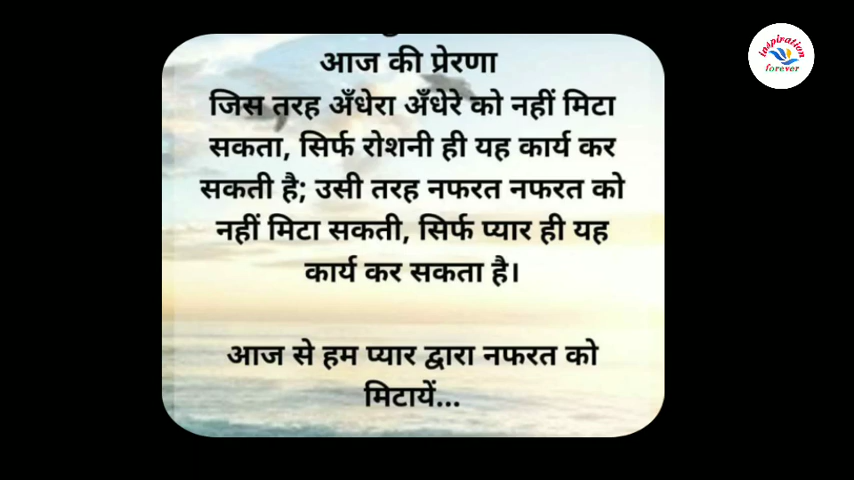 आज की प्रेरणा
जिस तरह अँधेरा अँधेरे को नहीं मिटा
सकता, सिर्फ रोशनी ही यह कार्य कर
सकती है; उसी तरह नफरत नफरत को
नहीं मिटा सकती, सिर्फ प्यार ही यह
कार्य कर सकता है।
आज से हम प्यार द्वारा नफरत को
मिटायें...
inspiration
forever